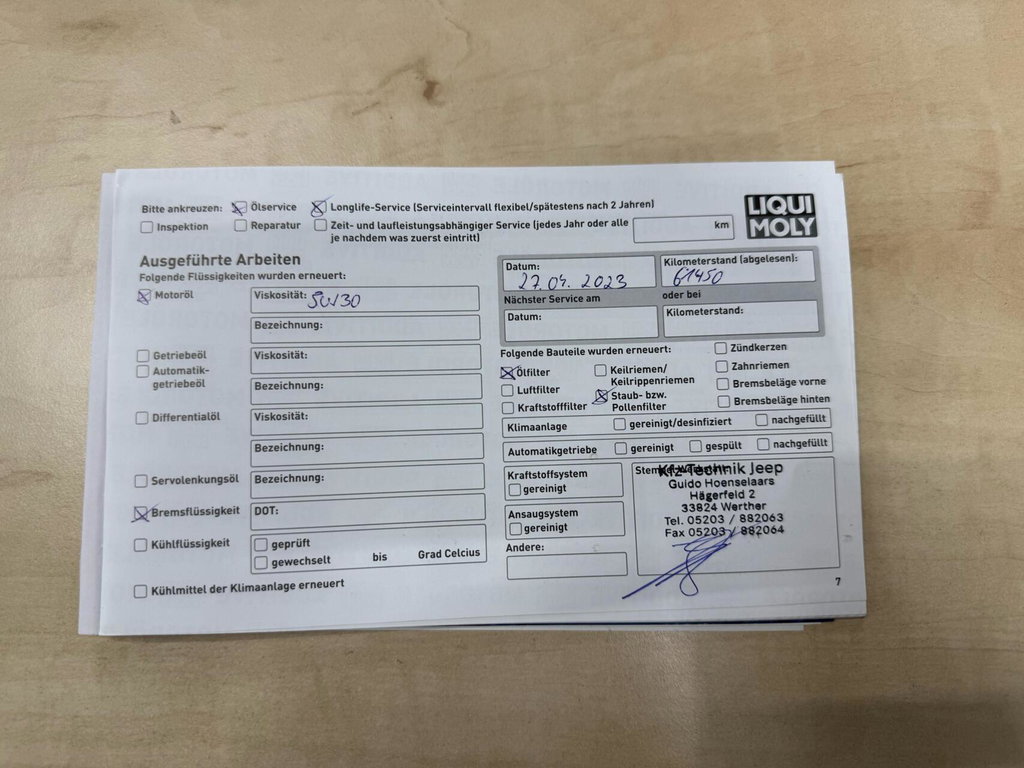 Bitte ankreuzen: Ölservice Longlife-Service (Serviceintervall flexibel/spätestens nach 2 Jahren)
Inspektion Reparatur Zeit- und laufleistungsabhängiger Service (jedes Jahr oder alle
je nachdem was zuerst eintritt) km
LIQUI
MOLY
Ausgeführte Arbeiten
Folgende Flüssigkeiten wurden erneuert:
Motoröl Viskosität: 5W30
Bezeichnung:
Getriebeöl Viskosität:
Automatik-
getriebeöl Bezeichnung:
Differentialöl Viskosität:
Bezeichnung:
Servolenkungsöl Bezeichnung:
Bremsflüssigkeit DOT:
Kühlflüssigkeit geprüft
gewechselt bis Grad Celcius
Kühlmittel der Klimaanlage erneuert
Datum: 27.04.2023
Kilometerstand (abgelesen): 61450
Nächster Service am oder bei
Datum: Kilometerstand:
Folgende Bauteile wurden erneuert: Zündkerzen
Ölfilter Keilriemen/
Keilrippenriemen Zahnriemen
Luftfilter Staub- bzw.
Pollenfilter Bremsbeläge vorne
Kraftstofffilter Bremsbeläge hinten
Klimaanlage gereinigt/desinfiziert nachgefüllt
Automatikgetriebe gereinigt gespült nachgefüllt
Kraftstoffsystem
gereinigt
Ansaugsystem
gereinigt
Andere:
Kfz-Technik Jeep
Guido Hoenselaars
Hägerfeld 2
33824 Werther
Tel. 05203 / 882063
Fax 05203 / 882064
7